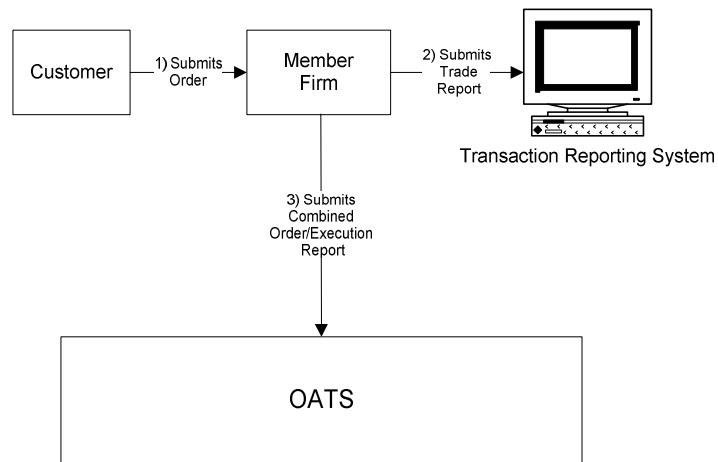 Customer
1) Submits
Order
Member
Firm
2) Submits
Trade
Report
Transaction Reporting System
3) Submits
Combined
Order/Execution
Report
OATS